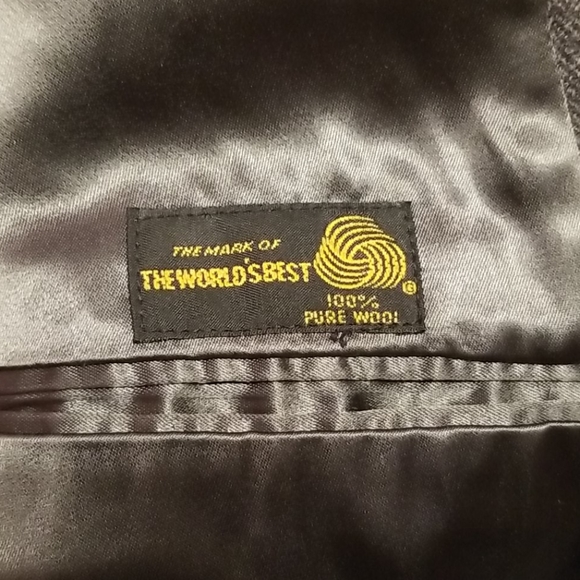 THE MARK OF
THE WORLD'S BEST
100%
PURE WOOL